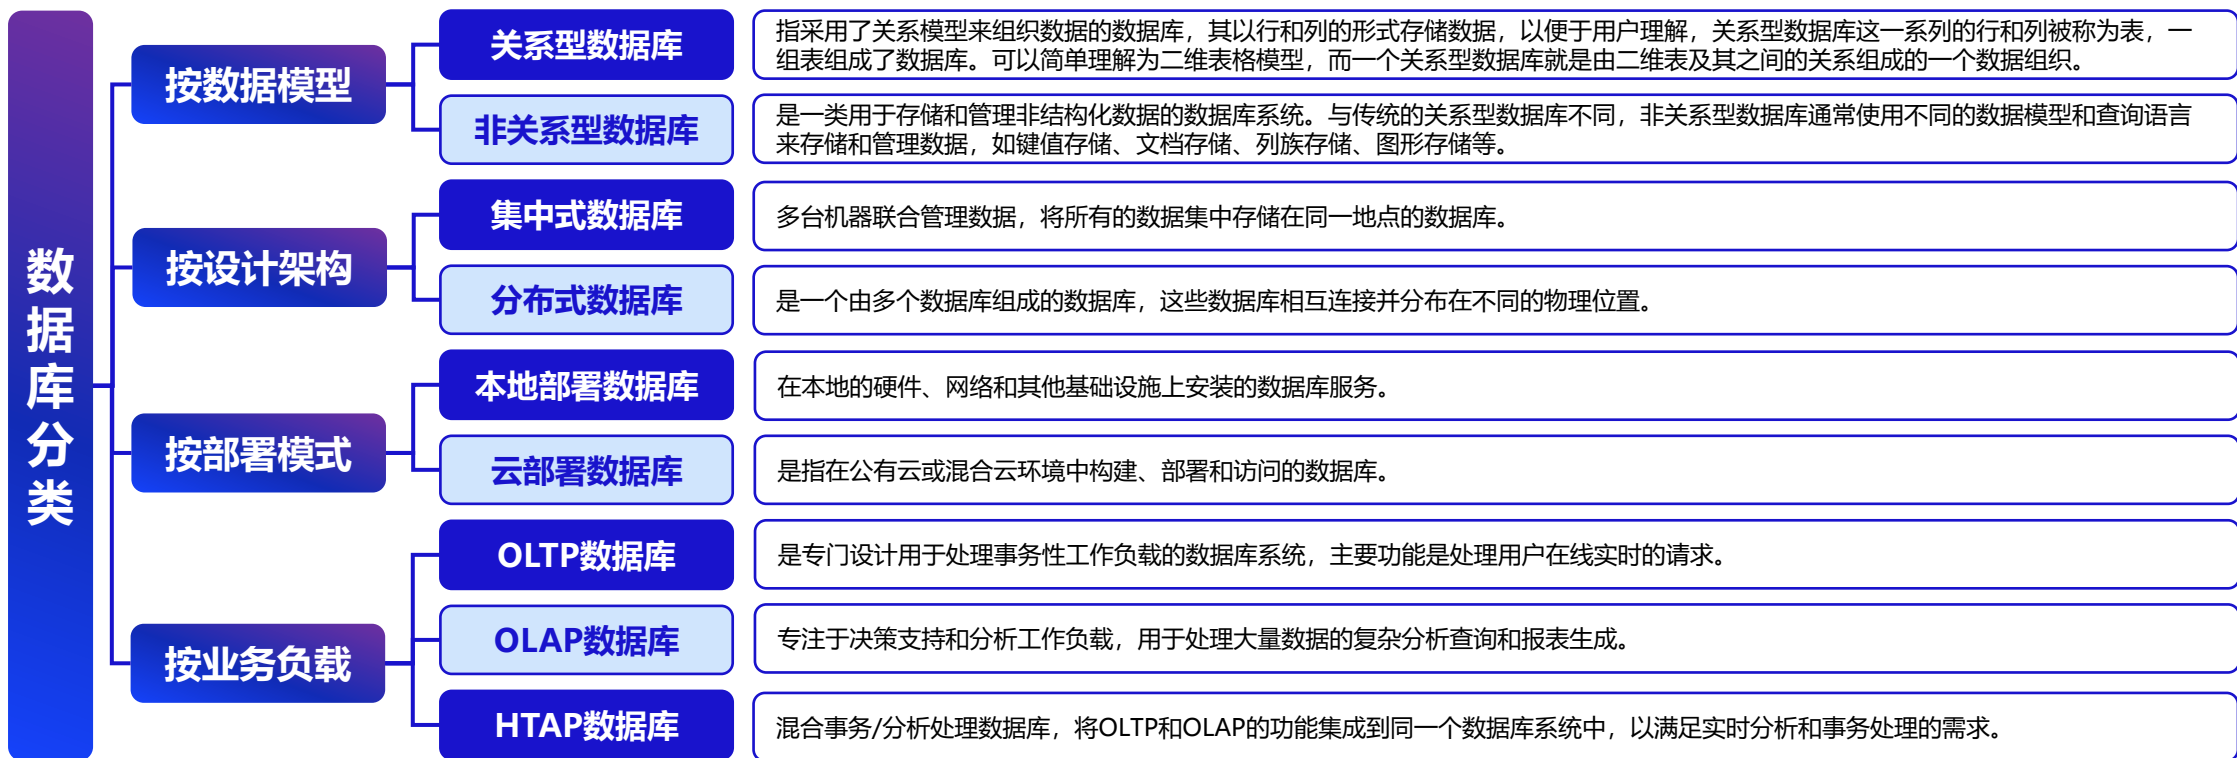 数据库分类
按数据模型
关系型数据库
指采用了关系模型来组织数据的数据库，其以行和列的形式存储数据，以便于用户理解，关系型数据库这一系列的行和列被称为表，一
组表组成了数据库。可以简单理解为二维表格模型，而一个关系型数据库就是由二维表及其之间的关系组成的一个数据组织。
非关系型数据库
是一类用于存储和管理非结构化数据的数据库系统。与传统的关系型数据库不同，非关系型数据库通常使用不同的数据模型和查询语言
来存储和管理数据，如键值存储、文档存储、列族存储、图形存储等。
按设计架构
集中式数据库
多台机器联合管理数据，将所有的数据集中存储在同一地点的数据库。
分布式数据库
是一个由多个数据库组成的数据库，这些数据库相互连接并分布在不同的物理位置。
按部署模式
本地部署数据库
在本地的硬件、网络和其他基础设施上安装的数据库服务。
云部署数据库
是指在公有云或混合云环境中构建、部署和访问的数据库。
按业务负载
OLTP数据库
是专门设计用于处理事务性工作负载的数据库系统，主要功能是处理用户在线实时的请求。
OLAP数据库
专注于决策支持和分析工作负载，用于处理大量数据的复杂分析查询和报表生成。
HTAP数据库
混合事务/分析处理数据库，将OLTP和OLAP的功能集成到同一个数据库系统中，以满足实时分析和事务处理的需求。